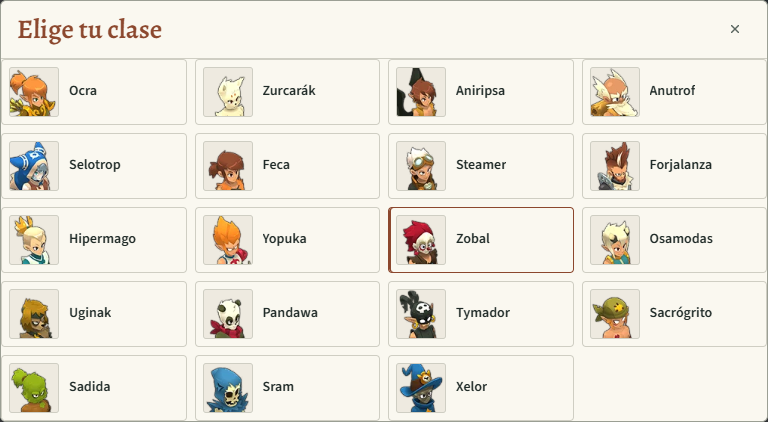 Elige tu clase
×
Ocra
Zurcarák
Aniripsa
Anutrof
Selotrop
Feca
Steamer
Forjalanza
Hipermago
Yopuka
Zobal
Osamodas
Uginak
Pandawa
Tymador
Sacrógrito
Sadida
Sram
Xelor